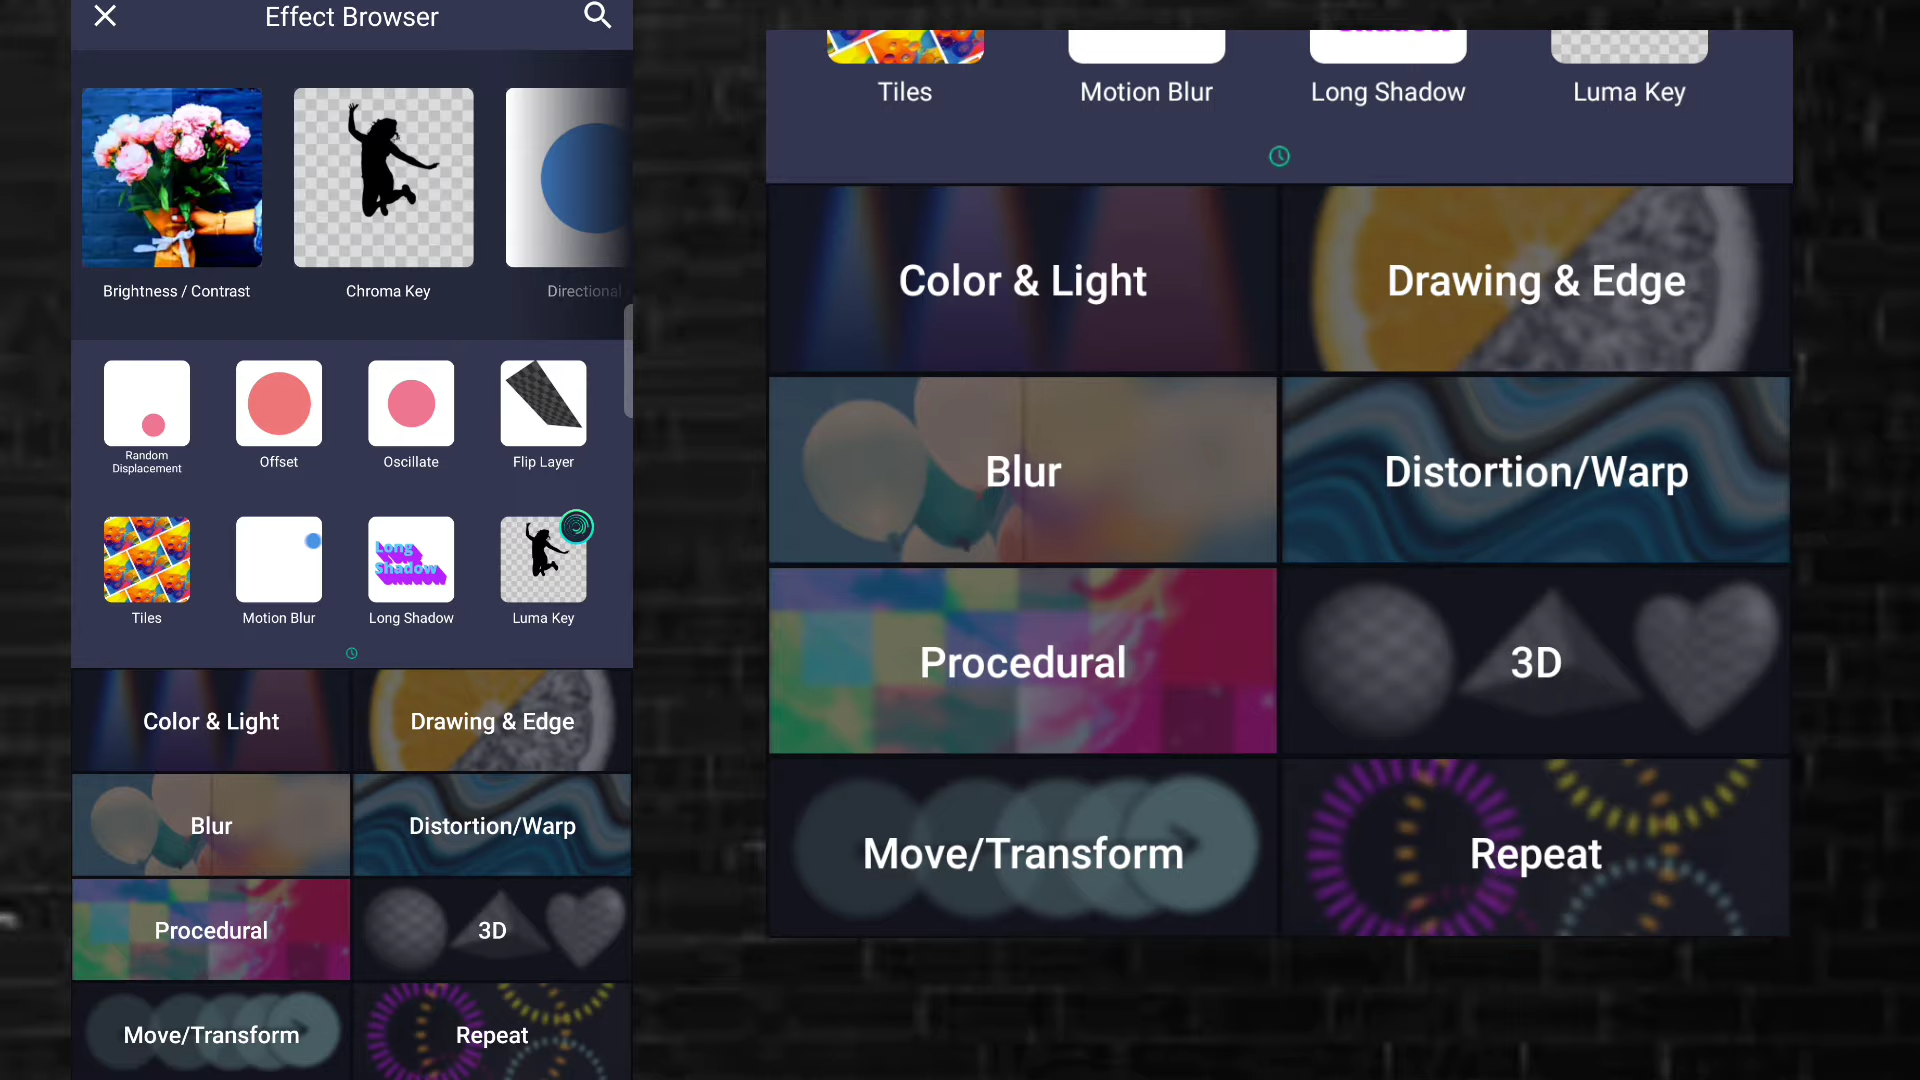 Effect Browser
Brightness / Contrast
Chroma Key
Directional
Random
Displacement
Offset
Oscillate
Flip Layer
Long
Shadow
Tiles
Motion Blur
Long Shadow
Luma Key
Color & Light
Drawing & Edge
Blur
Distortion/Warp
Procedural
3D
Move/Transform
Repeat
Tiles
Motion Blur
Long Shadow
Luma Key
Color & Light
Drawing & Edge
Blur
Distortion/Warp
Procedural
3D
Move/Transform
Repeat